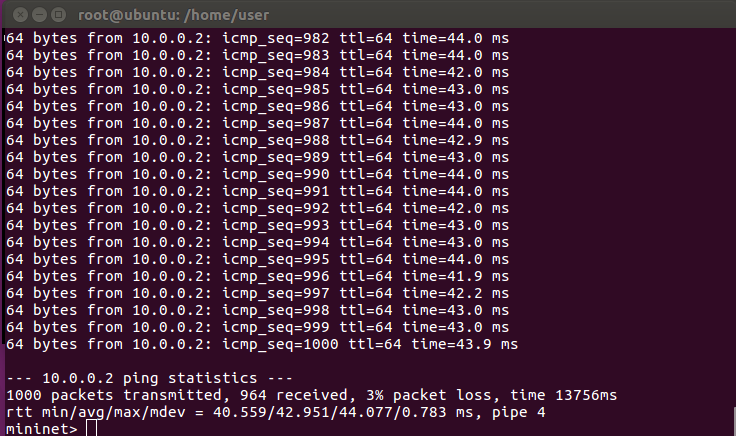 root@ubuntu: /home/user
64 bytes from 10.0.0.2: icmp_seq=982 ttl=64 time=44.0 ms
64 bytes from 10.0.0.2: icmp_seq=983 ttl=64 time=44.0 ms
64 bytes from 10.0.0.2: icmp_seq=984 ttl=64 time=42.0 ms
64 bytes from 10.0.0.2: icmp_seq=985 ttl=64 time=43.0 ms
64 bytes from 10.0.0.2: icmp_seq=986 ttl=64 time=43.0 ms
64 bytes from 10.0.0.2: icmp_seq=987 ttl=64 time=44.0 ms
64 bytes from 10.0.0.2: icmp_seq=988 ttl=64 time=42.9 ms
64 bytes from 10.0.0.2: icmp_seq=989 ttl=64 time=43.0 ms
64 bytes from 10.0.0.2: icmp_seq=990 ttl=64 time=44.0 ms
64 bytes from 10.0.0.2: icmp_seq=991 ttl=64 time=44.0 ms
64 bytes from 10.0.0.2: icmp_seq=992 ttl=64 time=42.0 ms
64 bytes from 10.0.0.2: icmp_seq=993 ttl=64 time=43.0 ms
64 bytes from 10.0.0.2: icmp_seq=994 ttl=64 time=43.0 ms
64 bytes from 10.0.0.2: icmp_seq=995 ttl=64 time=44.0 ms
64 bytes from 10.0.0.2: icmp_seq=996 ttl=64 time=41.9 ms
64 bytes from 10.0.0.2: icmp_seq=997 ttl=64 time=42.2 ms
64 bytes from 10.0.0.2: icmp_seq=998 ttl=64 time=43.0 ms
64 bytes from 10.0.0.2: icmp_seq=999 ttl=64 time=43.0 ms
64 bytes from 10.0.0.2: icmp_seq=1000 ttl=64 time=43.9 ms
--- 10.0.0.2 ping statistics ---
1000 packets transmitted, 964 received, 3% packet loss, time 13756ms
rtt min/avg/max/mdev = 40.559/42.951/44.077/0.783 ms, pipe 4
mininet>